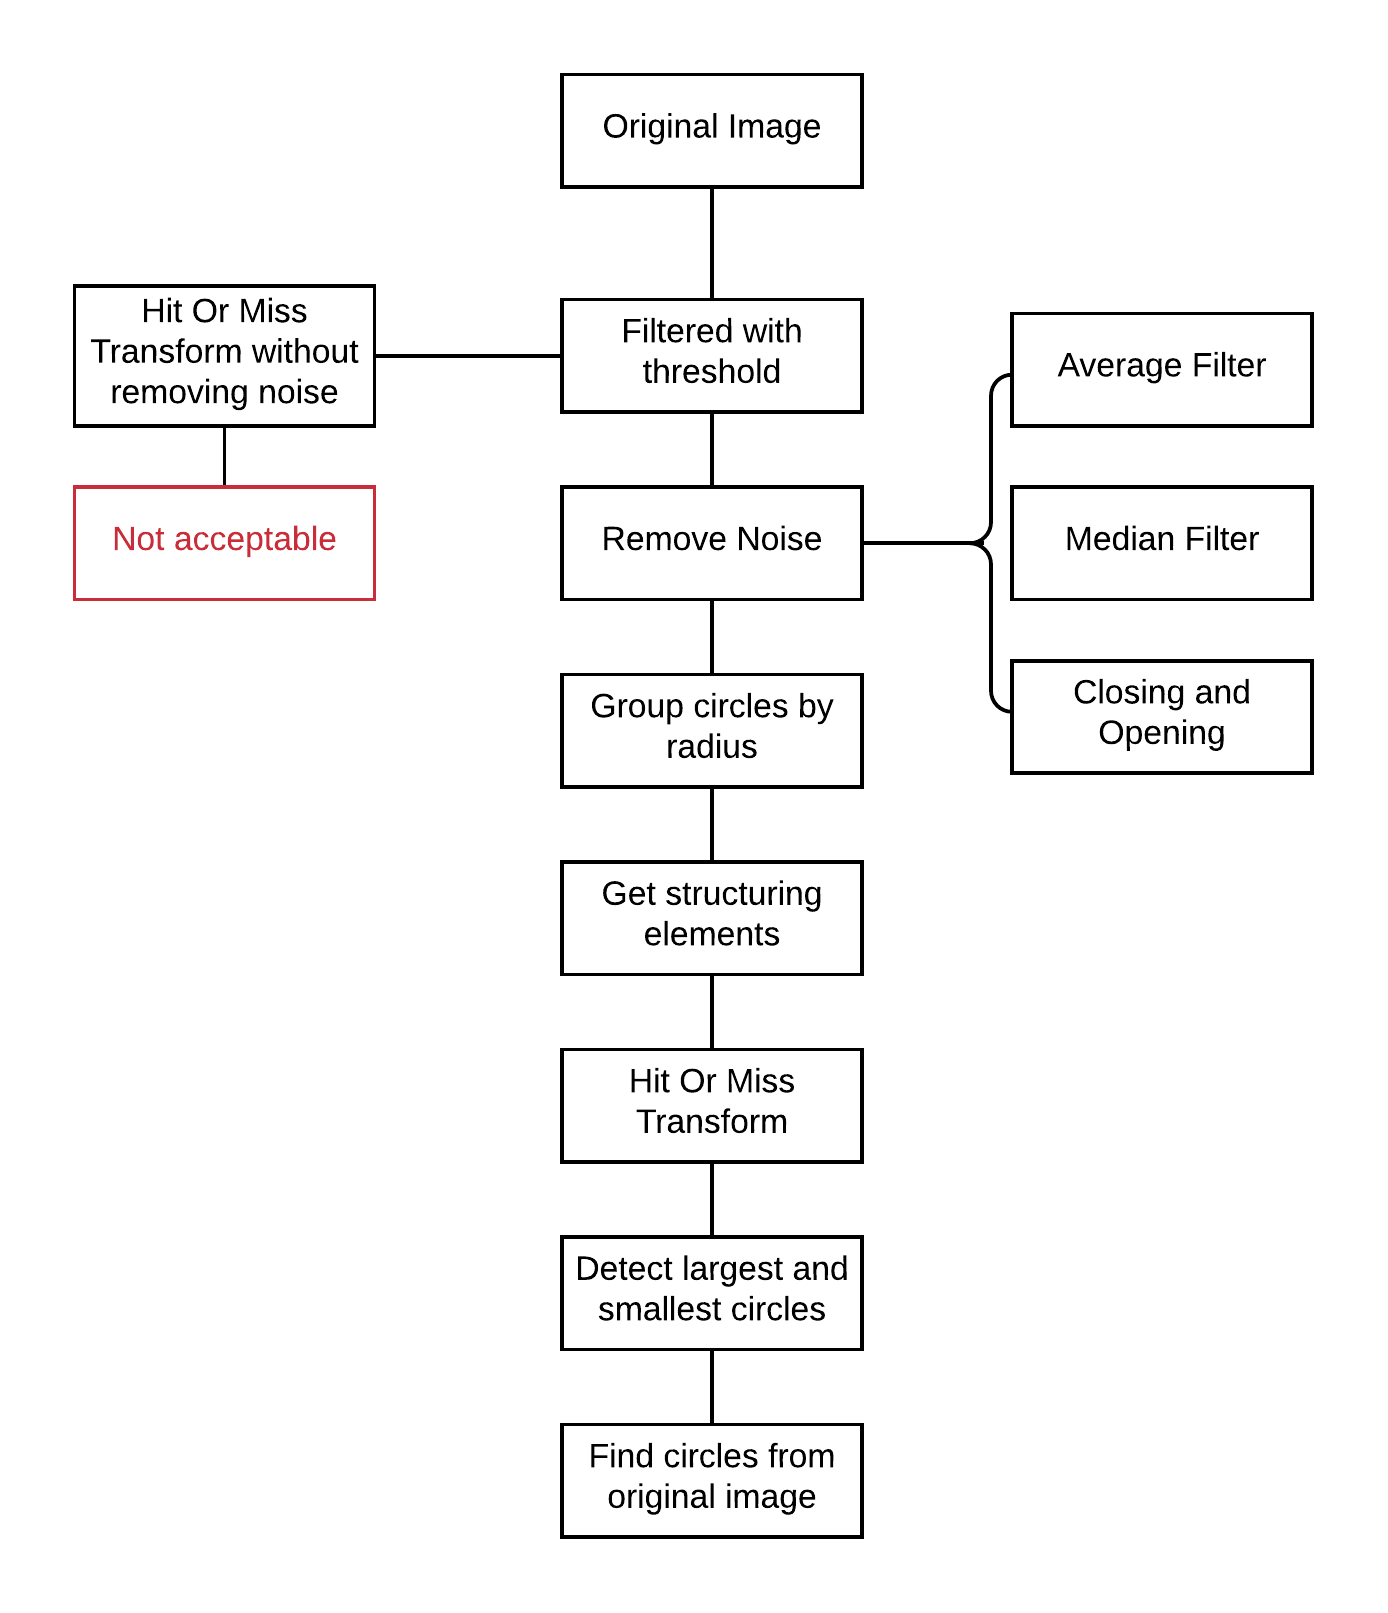 Original Image
Hit Or Miss
Transform without
removing noise
Filtered with
threshold
Average Filter
Not acceptable
Remove Noise
Median Filter
Group circles by
radius
Closing and
Opening
Get structuring
elements
Hit Or Miss
Transform
Detect largest and
smallest circles
Find circles from
original image